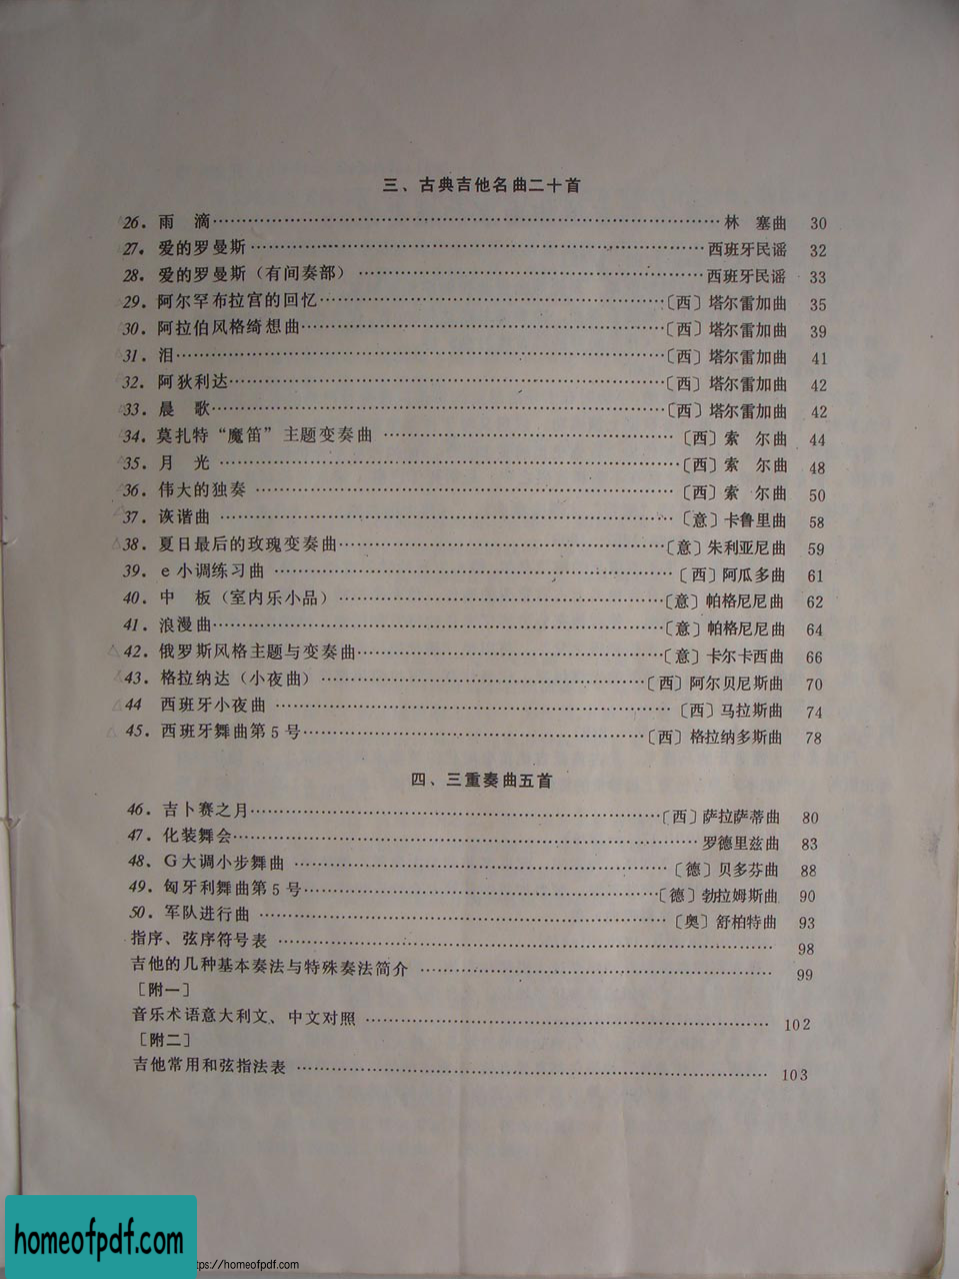 三、古典吉他名曲二十首
26. 雨 滴……林 塞曲 30
27. 爱的罗曼斯……西班牙民谣 32
28. 爱的罗曼斯（有间奏部）……西班牙民谣 33
29. 阿尔罕布拉宫的回忆……〔西〕塔尔雷加曲 35
30. 阿拉伯风格绮想曲……〔西〕塔尔雷加曲 39
31. 泪……〔西〕塔尔雷加曲 41
32. 阿狄利达……〔西〕塔尔雷加曲 42
33. 晨 歌……〔西〕塔尔雷加曲 42
34. 莫扎特“魔笛”主题变奏曲……〔西〕索 尔曲 44
35. 月 光……〔西〕索 尔曲 48
36. 伟大的独奏……〔西〕索 尔曲 50
37. 诙谐曲……〔意〕卡鲁里曲 58
38. 夏日最后的玫瑰变奏曲……〔意〕朱利亚尼曲 59
39. e小调练习曲……〔西〕阿瓜多曲 61
40. 中 板（室内乐小品）……〔意〕帕格尼尼曲 62
41. 浪漫曲……〔意〕帕格尼尼曲 64
42. 俄罗斯风格主题与变奏曲……〔意〕卡尔卡西曲 66
43. 格拉纳达（小夜曲）……〔西〕阿尔贝尼斯曲 70
44 西班牙小夜曲……〔西〕马拉斯曲 74
45. 西班牙舞曲第5号……〔西〕格拉纳多斯曲 78
四、三重奏曲五首
46. 吉卜赛之月……〔西〕萨拉萨蒂曲 80
47. 化装舞会……罗德里兹曲 83
48、G大调小步舞曲……〔德〕贝多芬曲 88
49. 匈牙利舞曲第5号……〔德〕勃拉姆斯曲 90
50. 军队进行曲……〔奥〕舒柏特曲 93
指序、弦序符号表……98
吉他的几种基本奏法与特殊奏法简介……99
〔附一〕
音乐术语意大利文、中文对照……102
〔附二〕
吉他常用和弦指法表……103
homeofpdf.com
ttps://homeofpdf.com